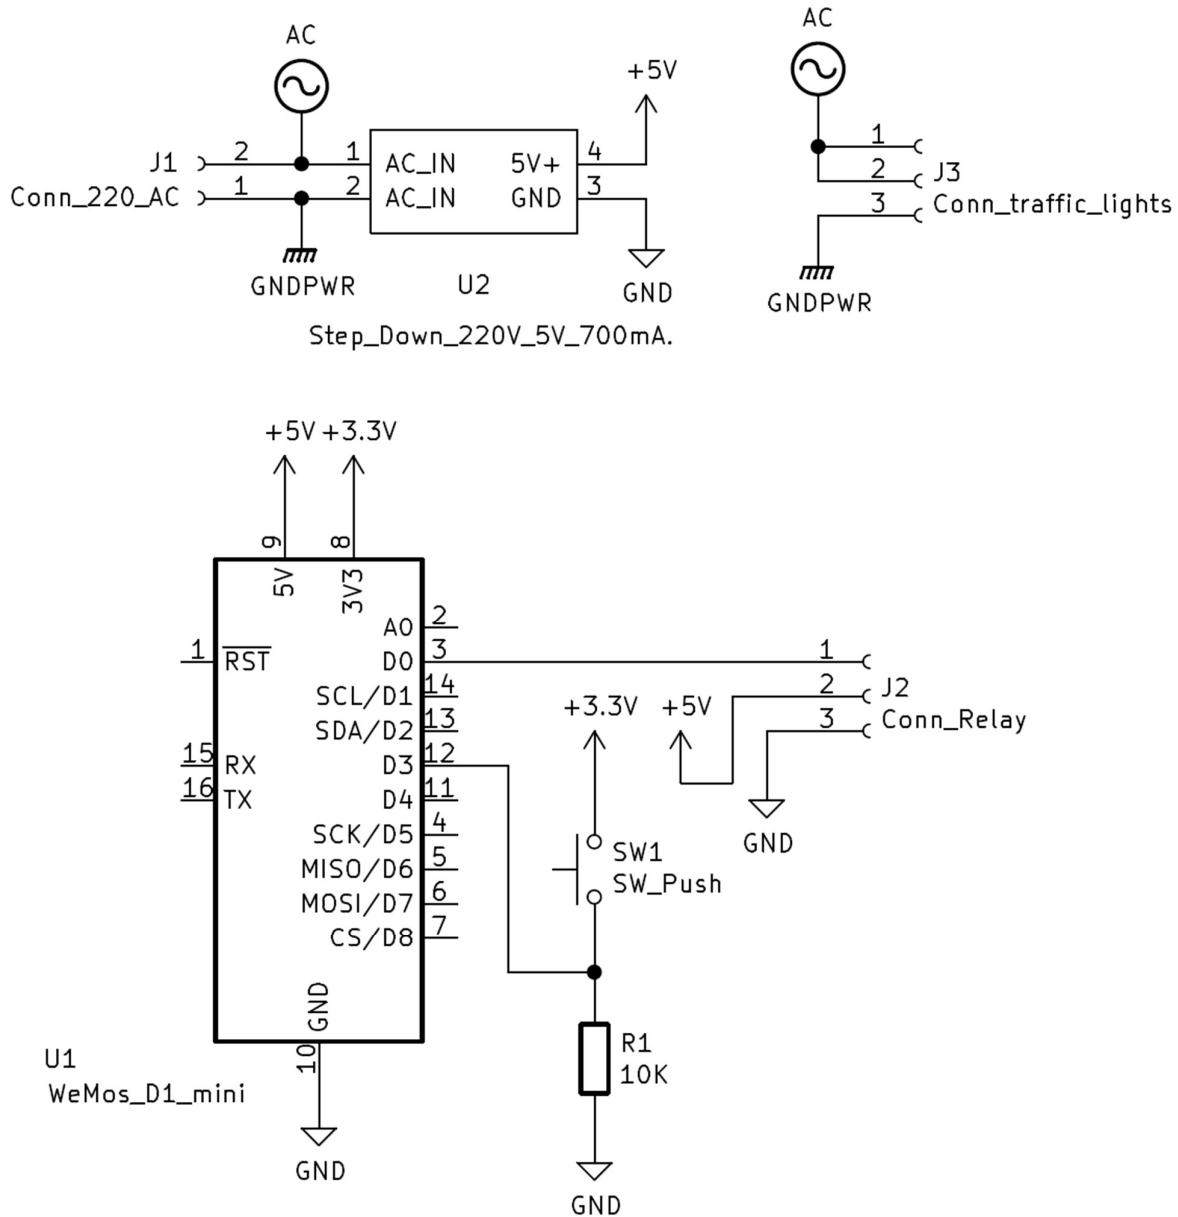 AC
AC
+5V
J1
2
1
AC_IN
5V+
4
Conn_220_AC
1
2
AC_IN
GND
3
1
2
J3
3
Conn_traffic_lights
GNDPWR
U2
GND
GNDPWR
Step_Down_220V_5V_700mA.
+5V
+3.3V
9
8
5V
3V3
A0
2
1
RST
D0
3
1
SCL/D1
14
2
J2
+3.3V
+5V
SDA/D2
13
3
Conn_Relay
15
RX
D3
12
16
TX
D4
11
SCK/D5
4
GND
SW1
MISO/D6
5
SW_Push
MOSI/D7
6
CS/D8
7
GND
U1
10
R1
WeMos_D1_mini
10K
GND
GND